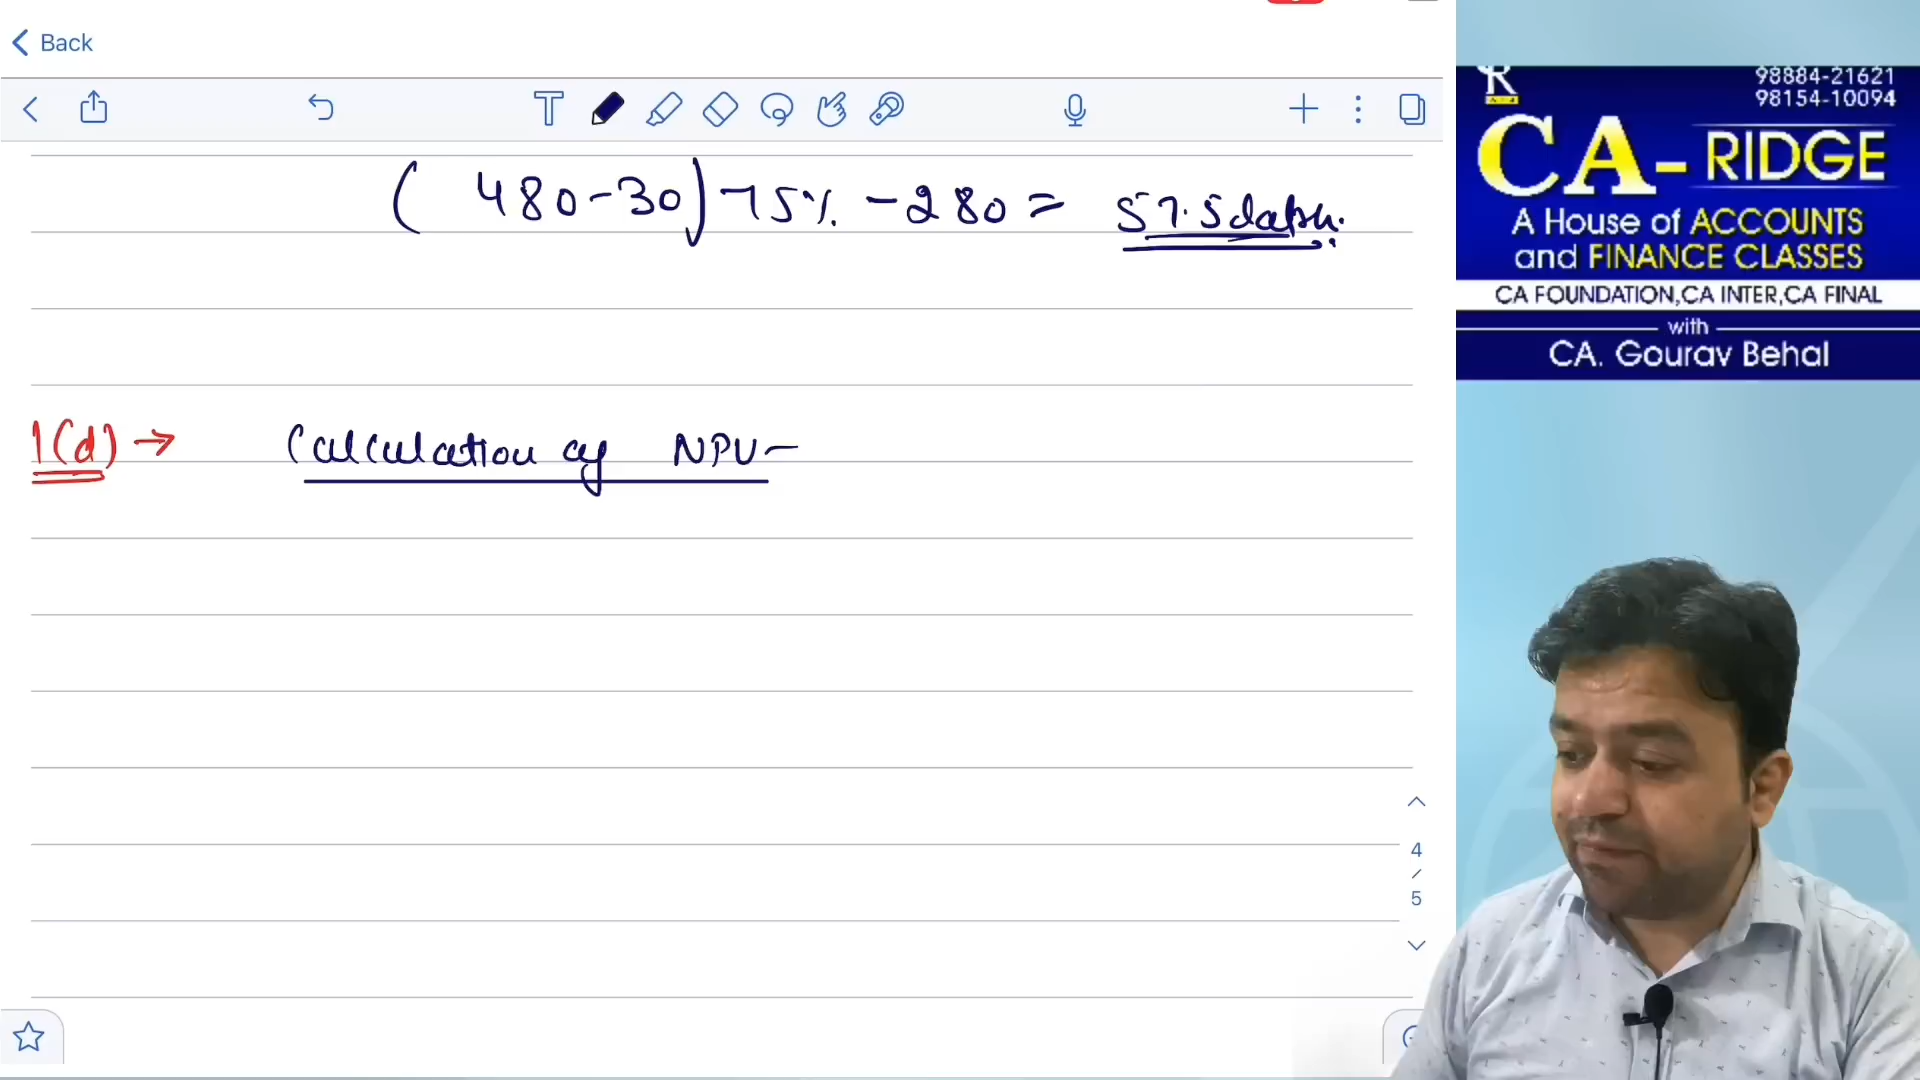 Back
(480-30)75% -280= 57.5 lakh.
1(d) → Calculation of NPV-
4
/
5
R
98884-21621
98154-10094
CA- RIDGE
A House of ACCOUNTS
and FINANCE CLASSES
CA FOUNDATION,CA INTER,CA FINAL
with
CA. Gourav Behal